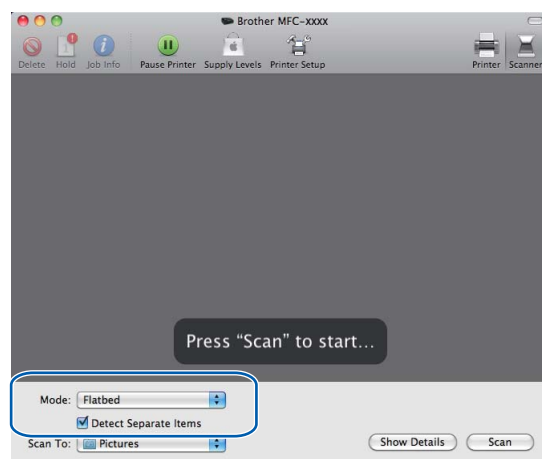 Brother MFC-XXXX
Delete Hold Job Info Pause Printer Supply Levels Printer Setup Printer Scanner
Press “Scan” to start...
Mode: Flatbed
Detect Separate Items
Scan To: Pictures Show Details Scan